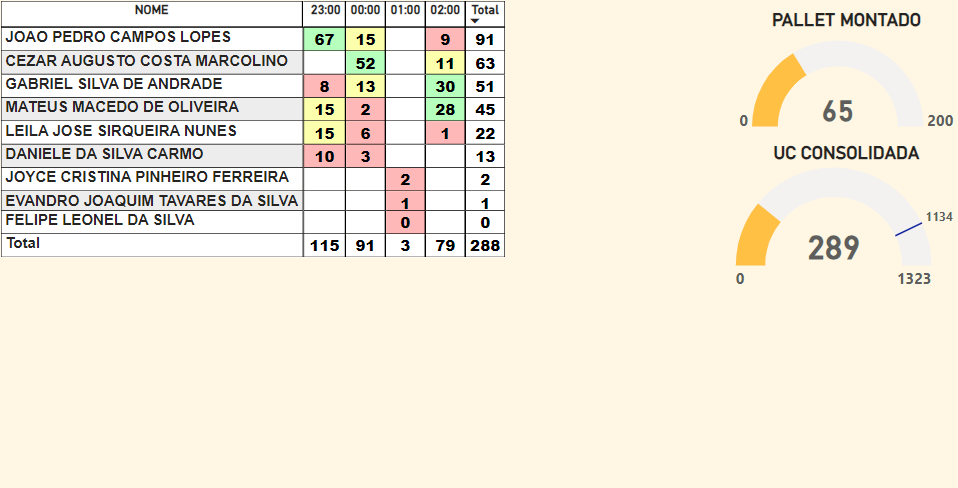 NOME 23:00 00:00 01:00 02:00 Total
JOAO PEDRO CAMPOS LOPES 67 15 9 91
CEZAR AUGUSTO COSTA MARCOLINO 52 11 63
GABRIEL SILVA DE ANDRADE 8 13 30 51
MATEUS MACEDO DE OLIVEIRA 15 2 28 45
LEILA JOSE SIRQUEIRA NUNES 15 6 1 22
DANIELE DA SILVA CARMO 10 3 13
JOYCE CRISTINA PINHEIRO FERREIRA 2 2
EVANDRO JOAQUIM TAVARES DA SILVA 1 1
FELIPE LEONEL DA SILVA 0 0
Total 115 91 3 79 288
PALLET MONTADO
65
0 200
UC CONSOLIDADA
1134
289
0 1323